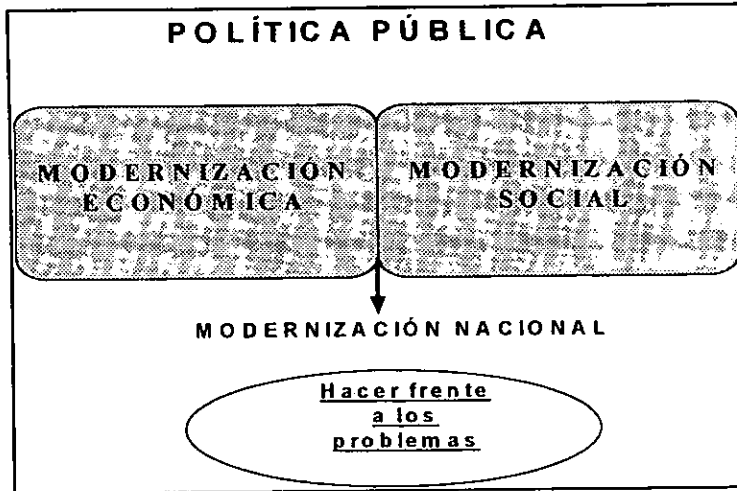 POLÍTICA PÚBLICA
MODERNIZACIÓN
ECONÓMICA
MODERNIZACIÓN
SOCIAL
MODERNIZACIÓN NACIONAL
Hacer frente
a los
problemas